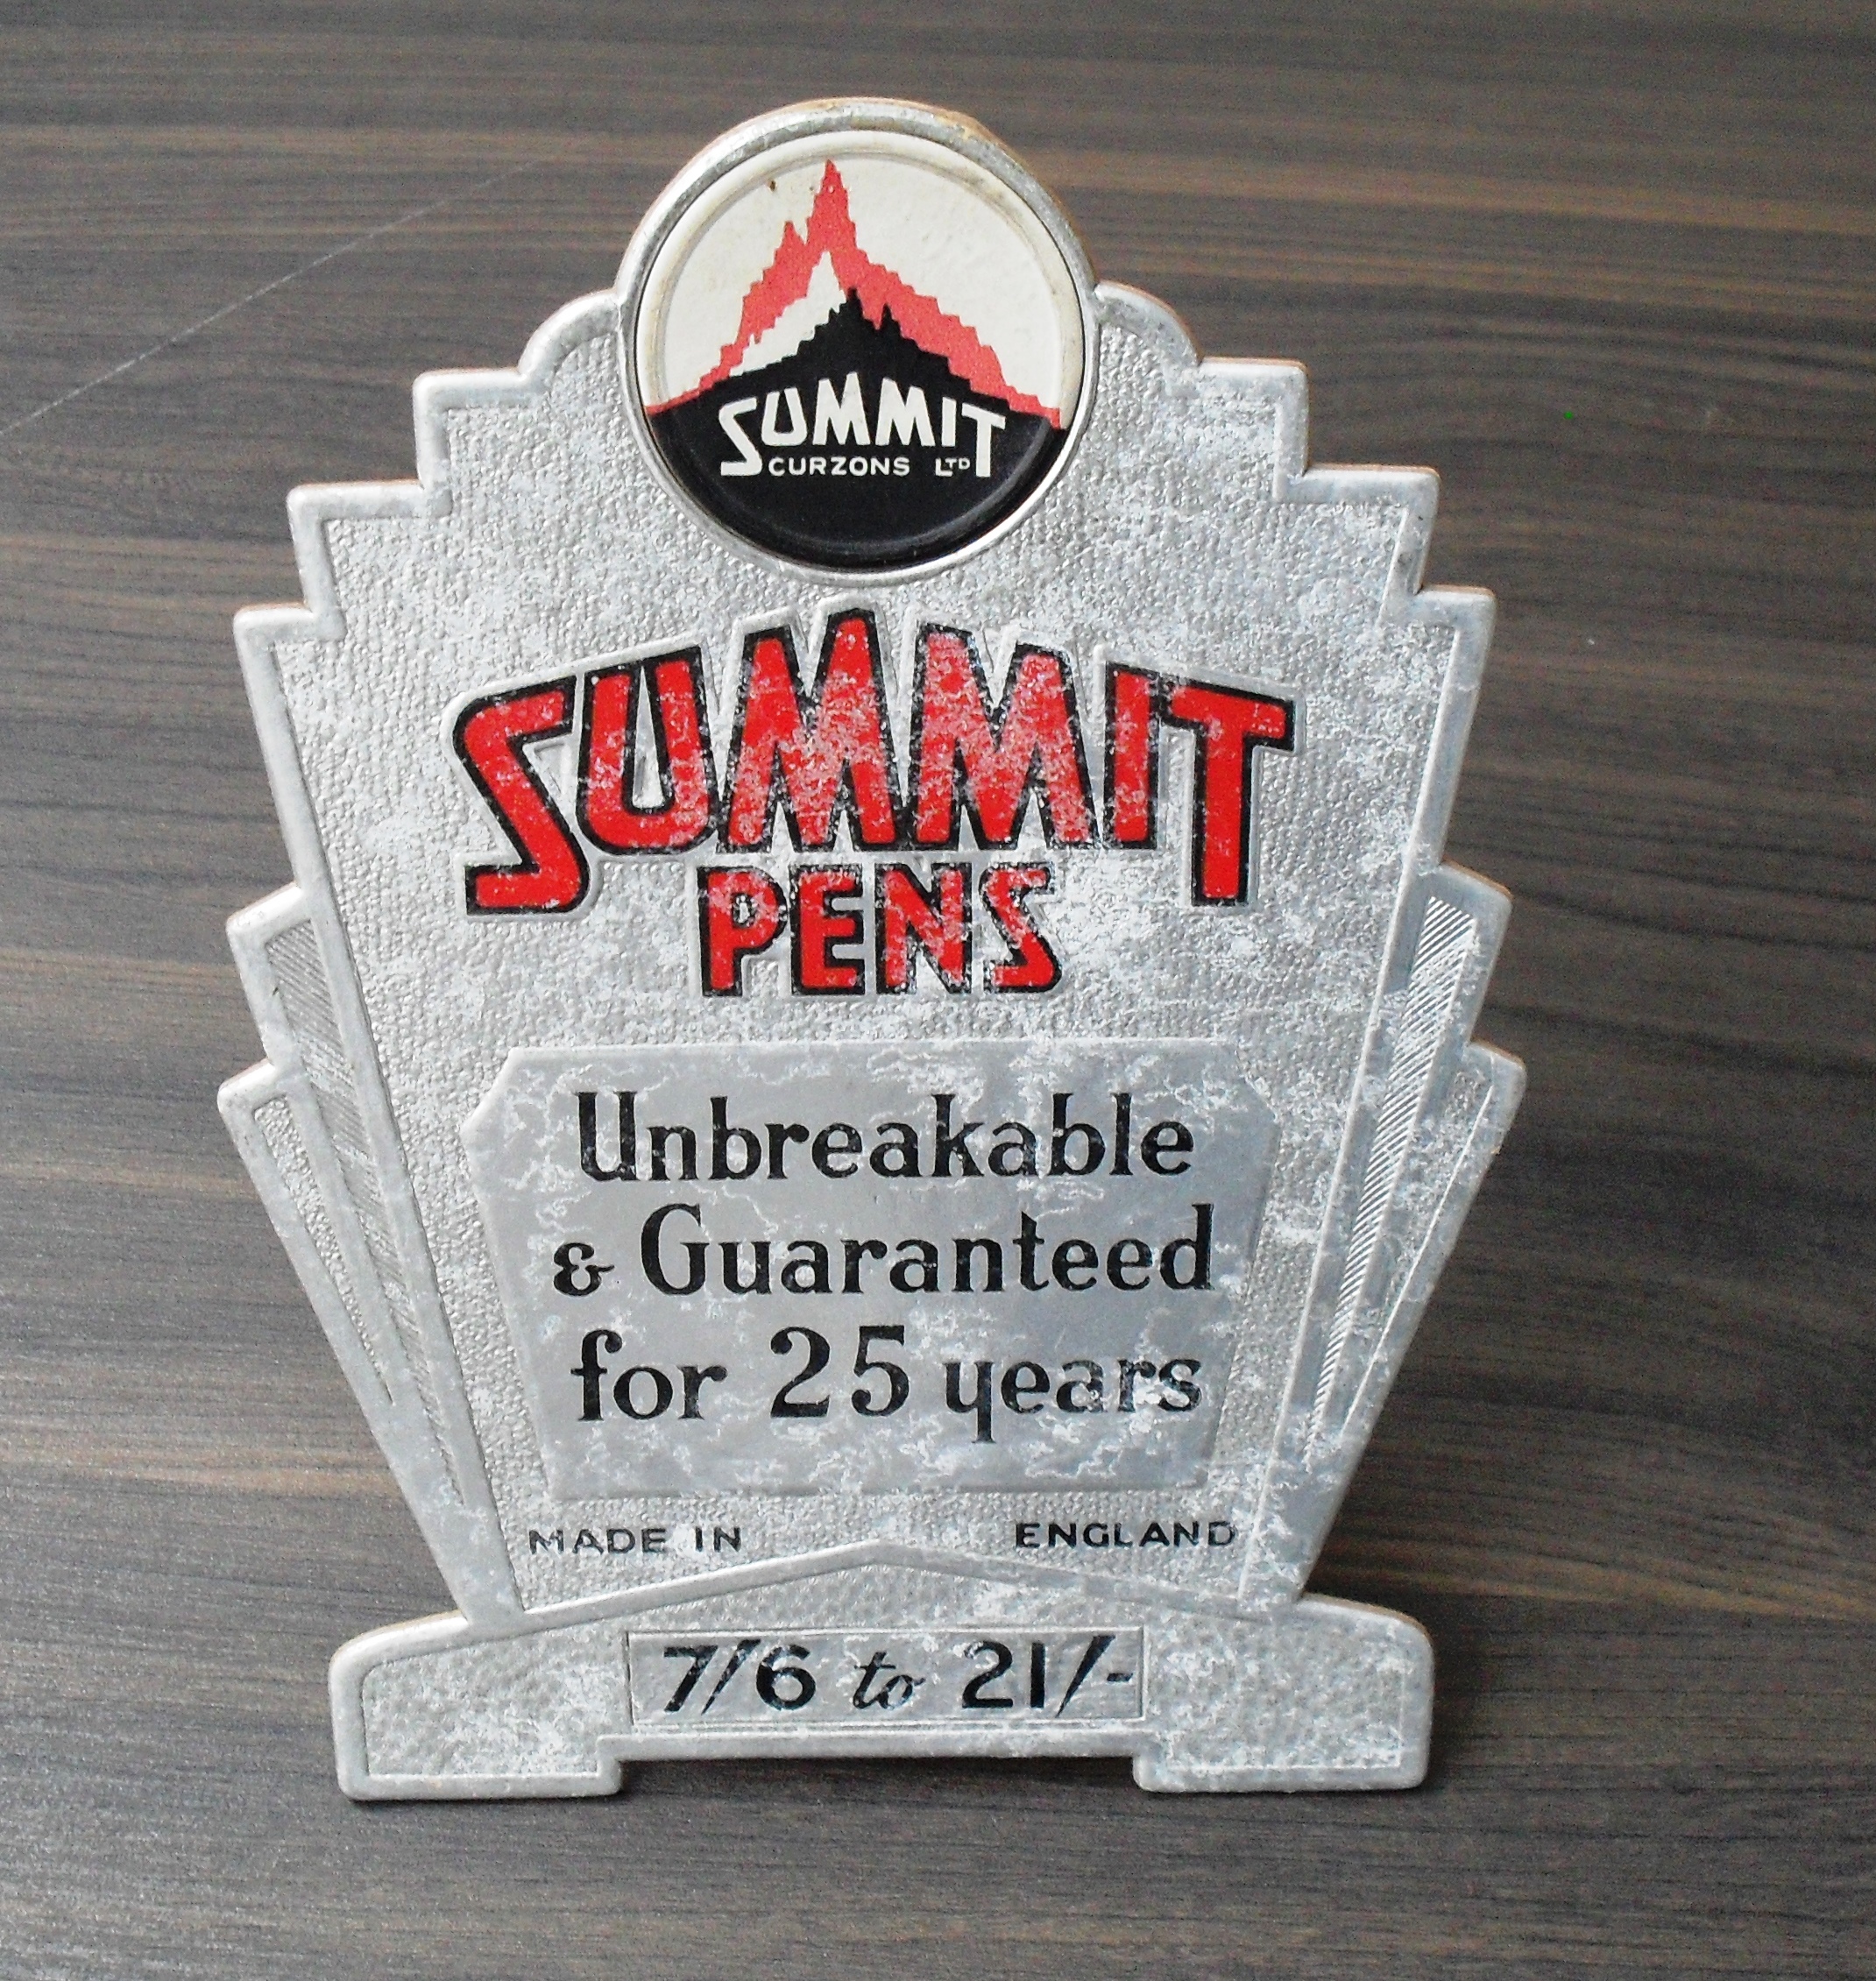 SUMMIT
CURZONS LTD
SUMMIT
PENS
Unbreakable
& Guaranteed
for 25 years
MADE IN ENGLAND
7/6 to 21/-